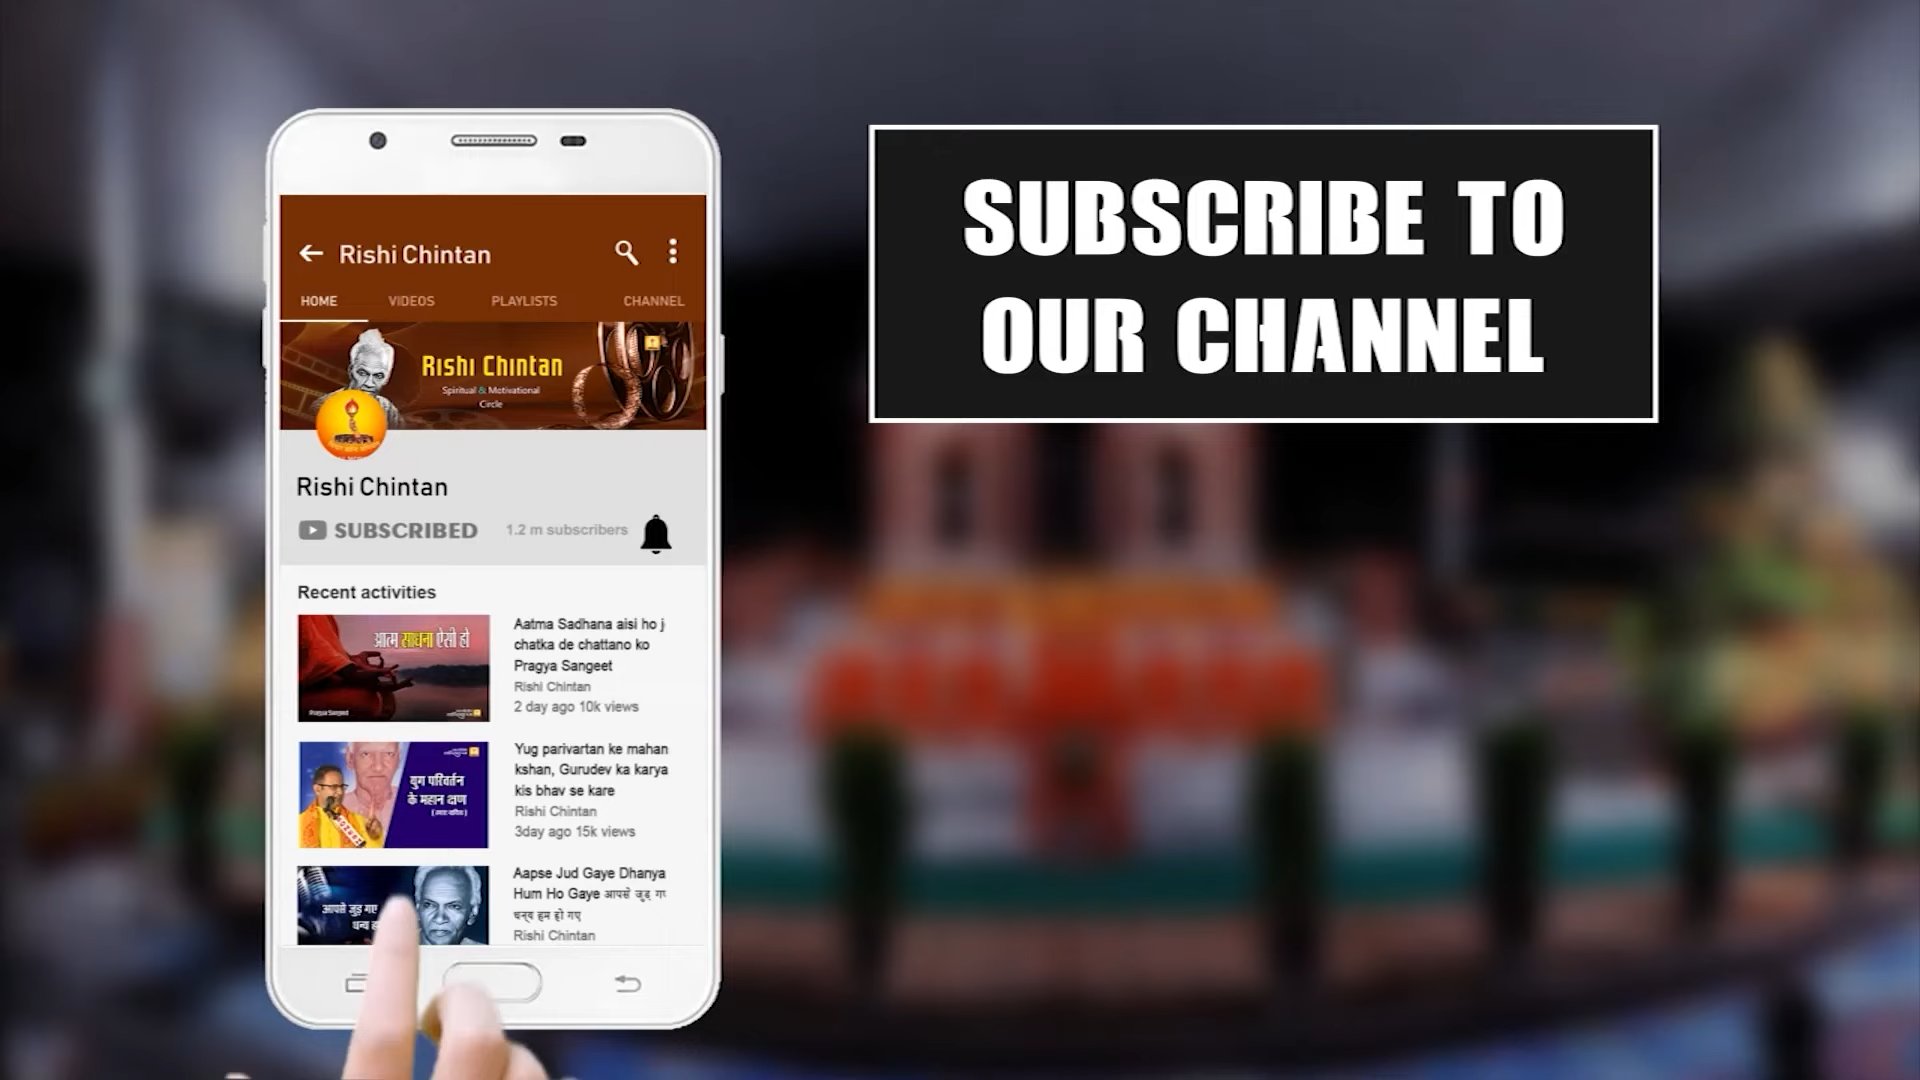 Rishi Chintan
HOME VIDEOS PLAYLISTS CHANNEL
Rishi Chintan
Spiritual & Motivational
Circle
Rishi Chintan
SUBSCRIBED 1.2 m subscribers
Recent activities
आत्म साधना ऐसी हो
Pragya Sangeet
Aatma Sadhana aisi ho j
chatka de chattano ko
Pragya Sangeet
Rishi Chintan
2 day ago 10k views
युग परिवर्तन
के महान क्षण
Yug parivartan ke mahan
kshan, Gurudev ka karya
kis bhav se kare
Rishi Chintan
3day ago 15k views
आपसे जुड़ गए
धन्य
Aapse Jud Gaye Dhanya
Hum Ho Gaye आपसे जुड़
हम हो गए
Rishi Chintan
SUBSCRIBE TO
OUR CHANNEL